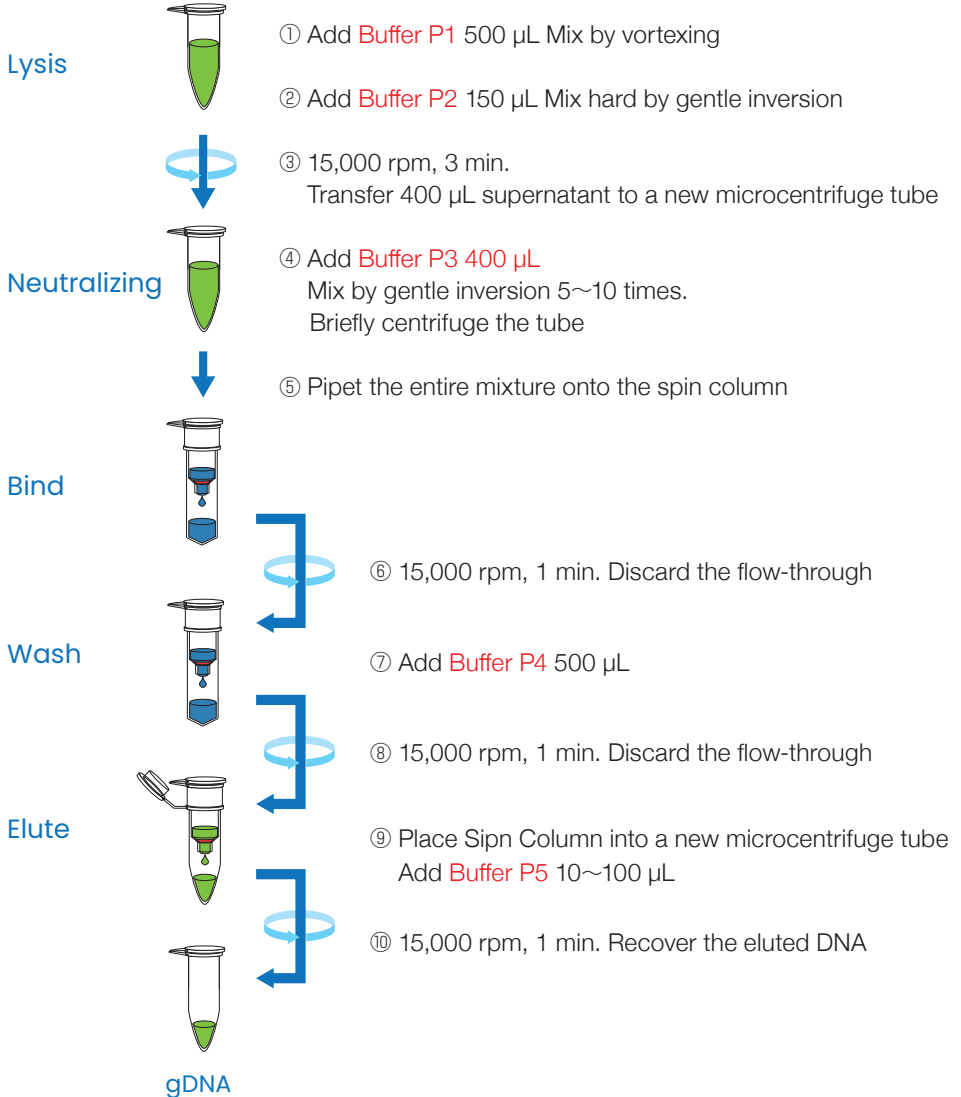 Lysis
① Add Buffer P1 500 µL Mix by vortexing
② Add Buffer P2 150 µL Mix hard by gentle inversion
③ 15,000 rpm, 3 min.
Transfer 400 µL supernatant to a new microcentrifuge tube
Neutralizing
④ Add Buffer P3 400 µL
Mix by gentle inversion 5~10 times.
Briefly centrifuge the tube
⑤ Pipet the entire mixture onto the spin column
Bind
⑥ 15,000 rpm, 1 min. Discard the flow-through
Wash
⑦ Add Buffer P4 500 µL
⑧ 15,000 rpm, 1 min. Discard the flow-through
Elute
⑨ Place Sipn Column into a new microcentrifuge tube
Add Buffer P5 10~100 µL
⑩ 15,000 rpm, 1 min. Recover the eluted DNA
gDNA